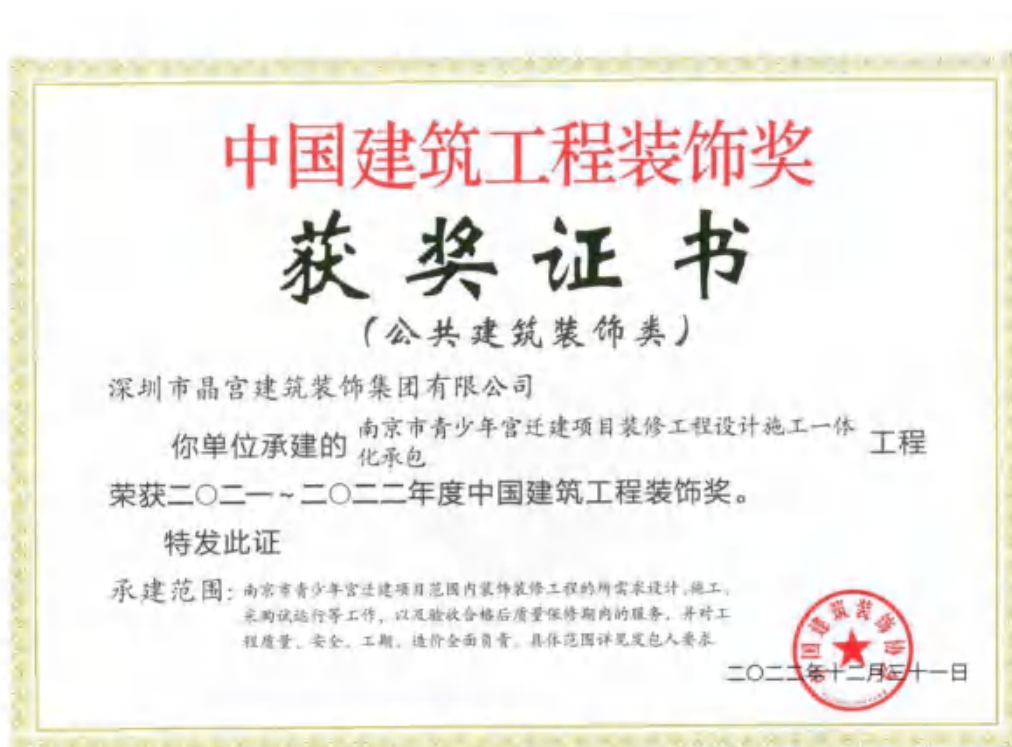 中国建筑工程装饰奖
获奖证书
(公共建筑装饰类)
深圳市晶宫建筑装饰集团有限公司
你单位承建的 南京市青少年宫迁建项目装修工程设计施工一体化承包 工程
荣获二〇二一~二〇二二年度中国建筑工程装饰奖。
特发此证
承建范围:南京市青少年宫迁建项目范围内装饰装修工程的所需求设计、施工、
采购试运行等工作,以及验收合格后质量保修期内的服务,并对工
程质量、安全、工期、造价全面负责,具体范围详见发包人要求
中国建筑装饰协会
二〇二二年十二月三十一日